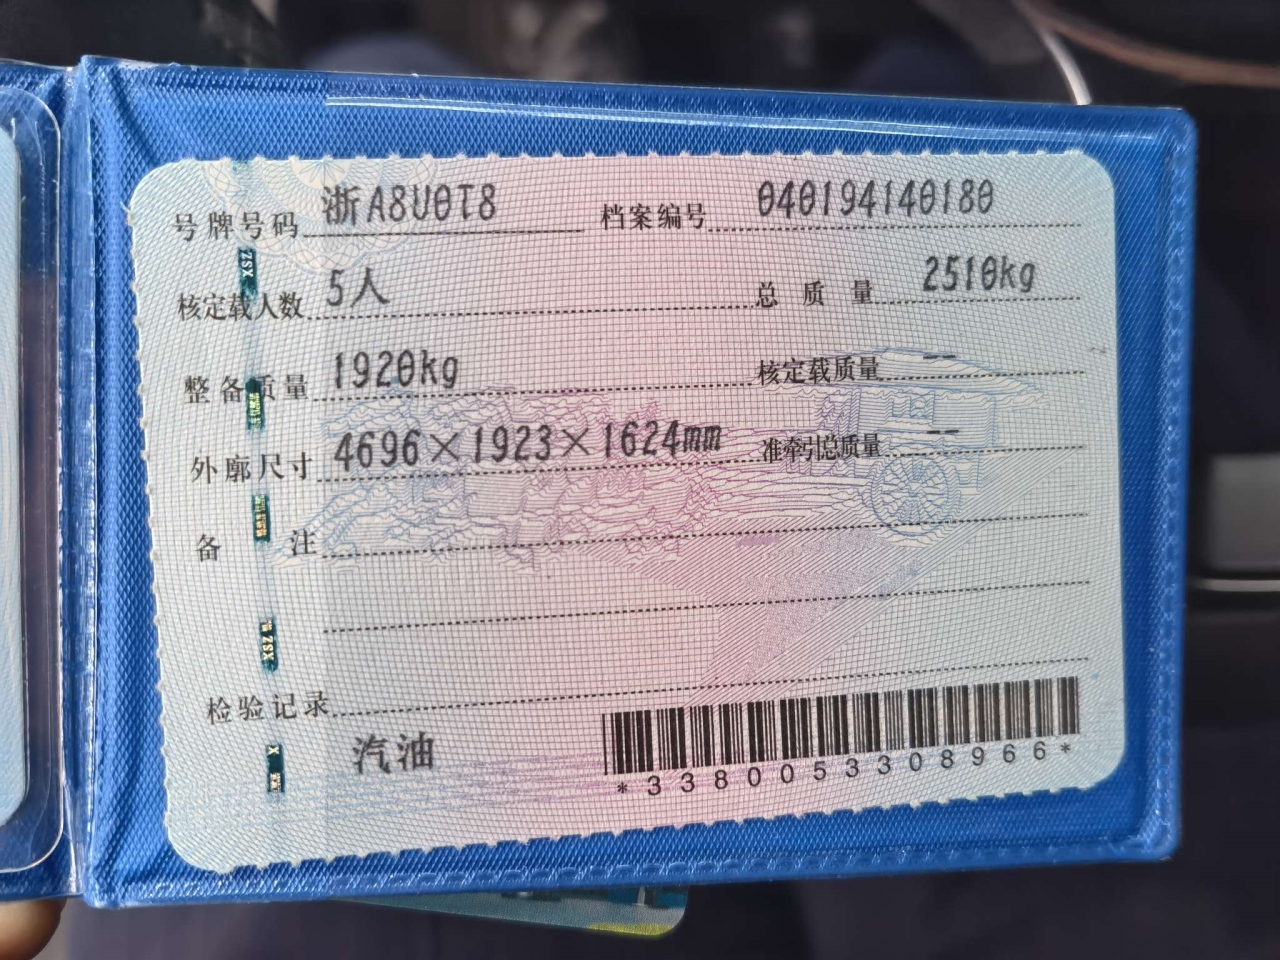 号牌号码 浙A8U0T8 档案编号 040194140180
核定载人数 5人 总质量 2510kg
整备质量 1920kg 核定载质量 --
外廓尺寸 4696×1923×1624mm 准牵引总质量 --
备注
检验记录
汽油
*3380053308966*
XSZ
XSZ
X